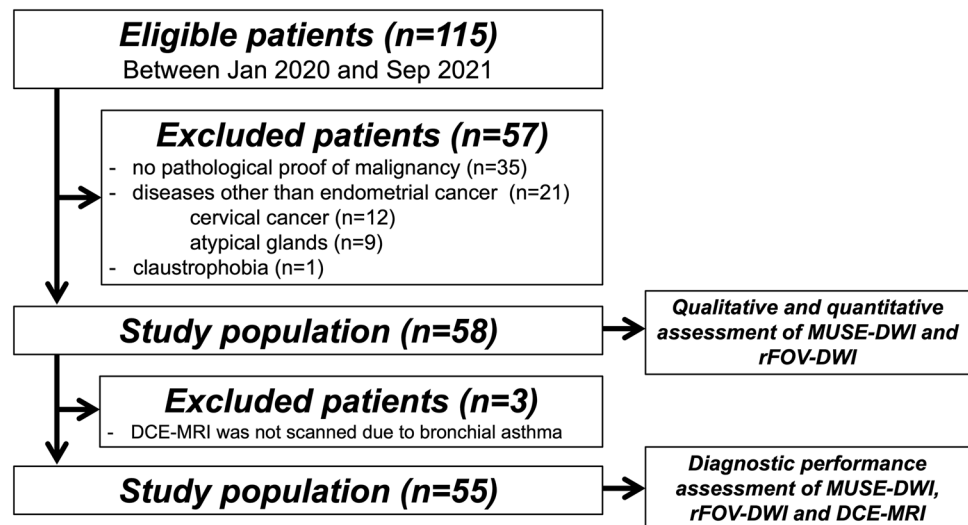 Eligible patients (n=115)
Between Jan 2020 and Sep 2021
Excluded patients (n=57)
- no pathological proof of malignancy (n=35)
- diseases other than endometrial cancer (n=21)
cervical cancer (n=12)
atypical glands (n=9)
- claustrophobia (n=1)
Study population (n=58)
Qualitative and quantitative
assessment of MUSE-DWI and
rFOV-DWI
Excluded patients (n=3)
- DCE-MRI was not scanned due to bronchial asthma
Study population (n=55)
Diagnostic performance
assessment of MUSE-DWI,
rFOV-DWI and DCE-MRI